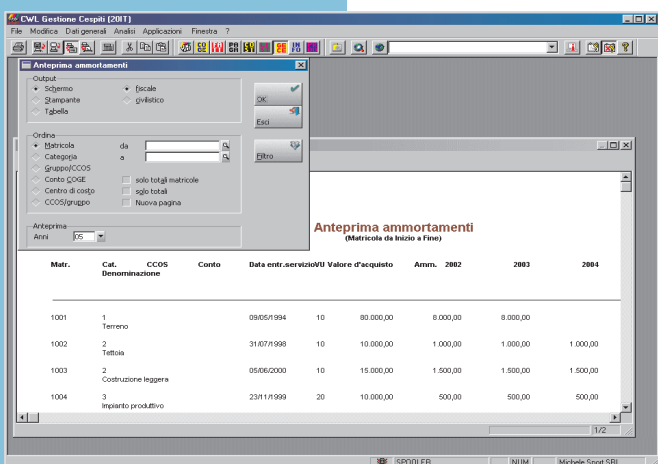 CWL Gestione Cespiti (20IT)
File Modifica Dati generali Analisi Applicazioni Finestra ?
Anteprima ammortamenti
Output
Schermo fiscale
Stampante civilistico
Tabella
OK
Esci
Ordina
Matricola da
Categoria a
Gruppo/CCOS
Conto COGE solo totali matricole
Centro di costo solo totali
CCOS/gruppo Nuova pagina
Filtro
Anteprima
Anni 05
Anteprima ammortamenti
(Matricola da Inizio a Fine)
Matr. Cat. CCOS Conto Data entr.servizio VU Valore d'acquisto Amm. 2002 2003 2004
Denominazione
1001 1 09/05/1994 10 80.000,00 8.000,00 8.000,00
Terreno
1002 2 31/07/1998 10 10.000,00 1.000,00 1.000,00 1.000,00
Tettoia
1003 2 05/06/2000 10 15.000,00 1.500,00 1.500,00 1.500,00
Costruzione leggera
1004 3 23/11/1999 20 10.000,00 500,00 500,00 500,00
Impianto produttivo
1/2
SPOOLER NUM Michele Sport SRL